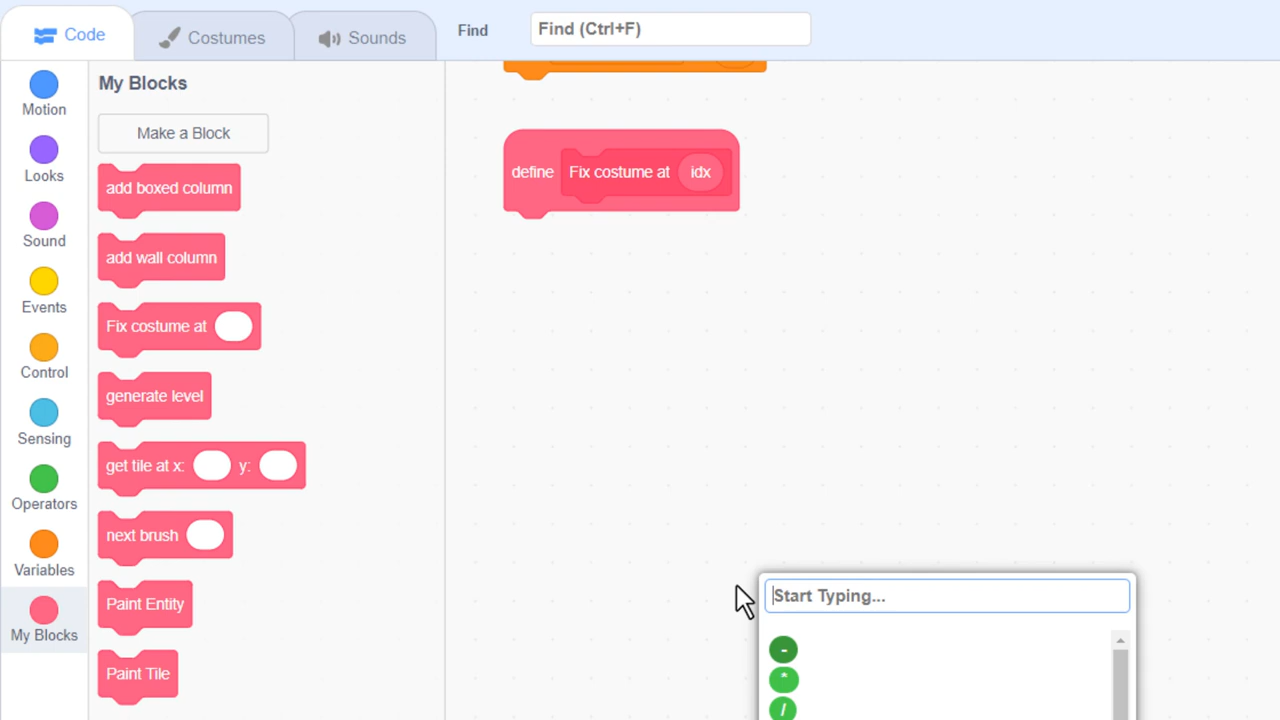 Code
Costumes
Sounds
Find
Find (Ctrl+F)
Motion
Looks
Sound
Events
Control
Sensing
Operators
Variables
My Blocks
My Blocks
Make a Block
add boxed column
add wall column
Fix costume at
generate level
get tile at x: y:
next brush
Paint Entity
Paint Tile
define Fix costume at idx
Start Typing...
-
*
/